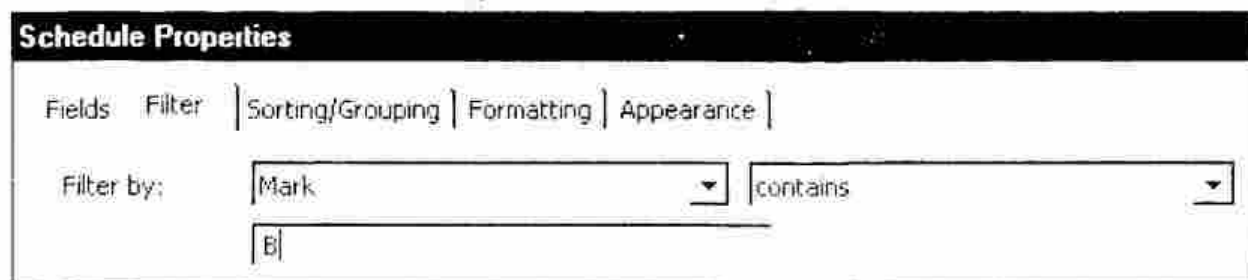 Schedule Properties
Fields Filter Sorting/Grouping Formatting Appearance
Filter by: Mark contains
B